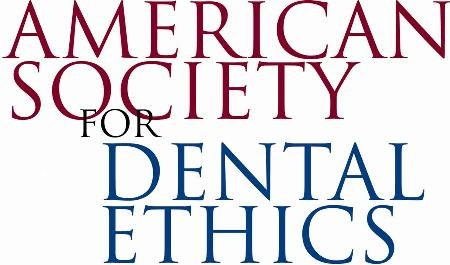 AMERICAN
SOCIETY
FOR
DENTAL
ETHICS